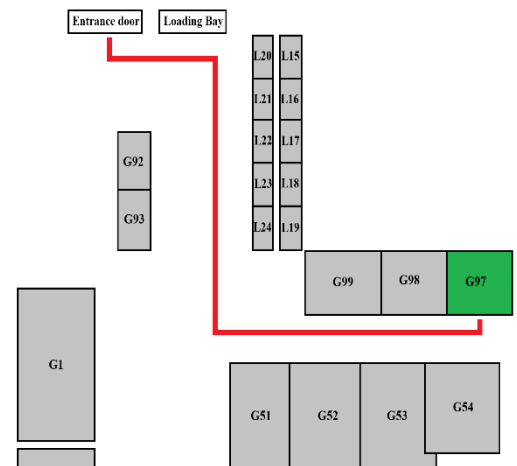 Entrance door
Loading Bay
L20
L15
L21
L16
L22
L17
L23
L18
L24
L19
G92
G93
G99
G98
G97
G1
G51
G52
G53
G54